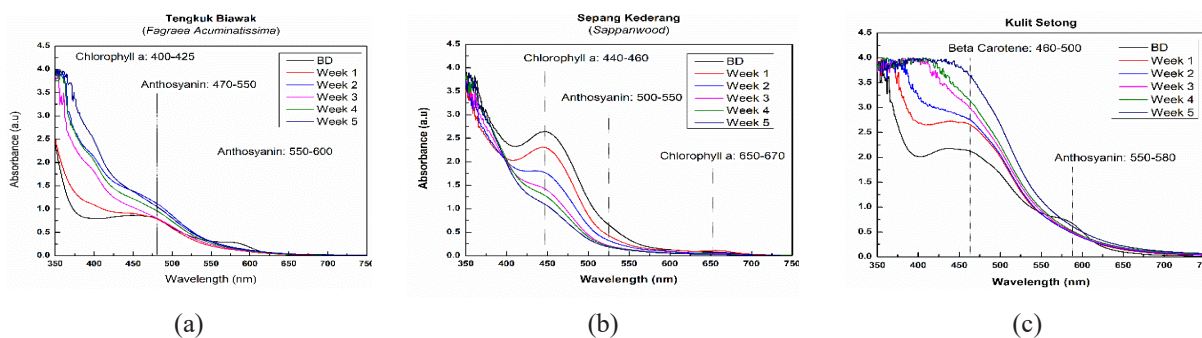 Tengkuk Biawak
(Fagraea Acuminatissima)
Chlorophyll a: 400-425
Anthosyanin: 470-550
Anthosyanin: 550-600
BD
Week 1
Week 2
Week 3
Week 4
Week 5
Absorbance (a.u)
4.5
4.0
3.5
3.0
2.5
2.0
1.5
1.0
0.5
0.0
350 400 450 500 550 600 650 700 750
Wavelength (nm)
(a)
Sepang Kederang
(Sappanwood)
Chlorophyll a: 440-460
Anthosyanin: 500-550
Chlorophyll a: 650-670
BD
Week 1
Week 2
Week 3
Week 4
Week 5
Absorbance (a.u)
4.5
4.0
3.5
3.0
2.5
2.0
1.5
1.0
0.5
0.0
350 400 450 500 550 600 650 700 750
Wavelength (nm)
(b)
Kulit Setong
Beta Carotene: 460-500
Anthosyanin: 550-580
BD
Week 1
Week 2
Week 3
Week 4
Week 5
Absorbance (a.u)
4.5
4.0
3.5
3.0
2.5
2.0
1.5
1.0
0.5
0.0
350 400 450 500 550 600 650 700 750
Wavelength (nm)
(c)